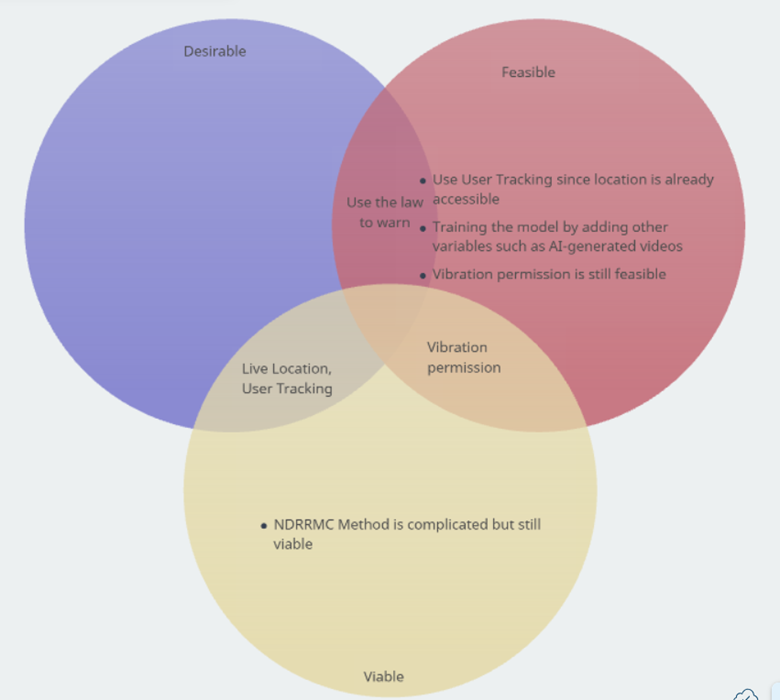 Desirable
Feasible
Use the law
to warn
• Use User Tracking since location is already
accessible
• Training the model by adding other
variables such as AI-generated videos
• Vibration permission is still feasible
Live Location,
User Tracking
Vibration
permission
• NDRRMC Method is complicated but still
viable
Viable